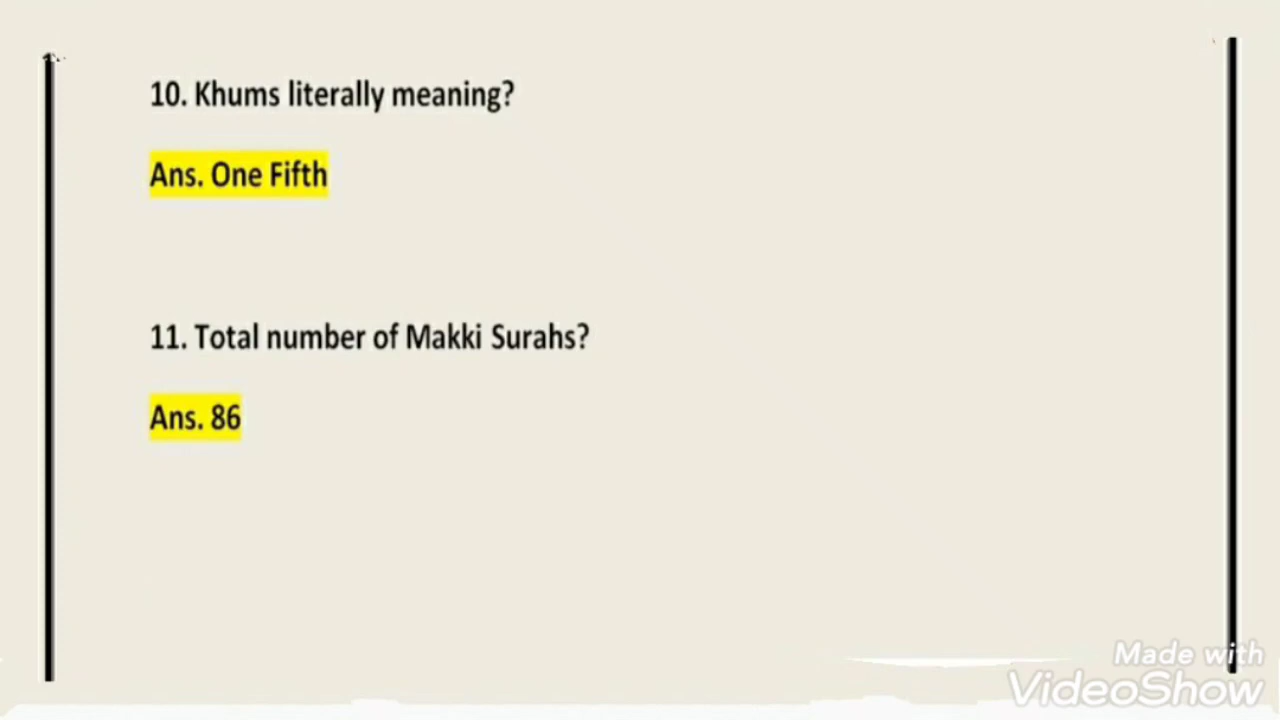 10. Khums literally meaning?
Ans. One Fifth
11. Total number of Makki Surahs?
Ans. 86
Made with
VideoShow